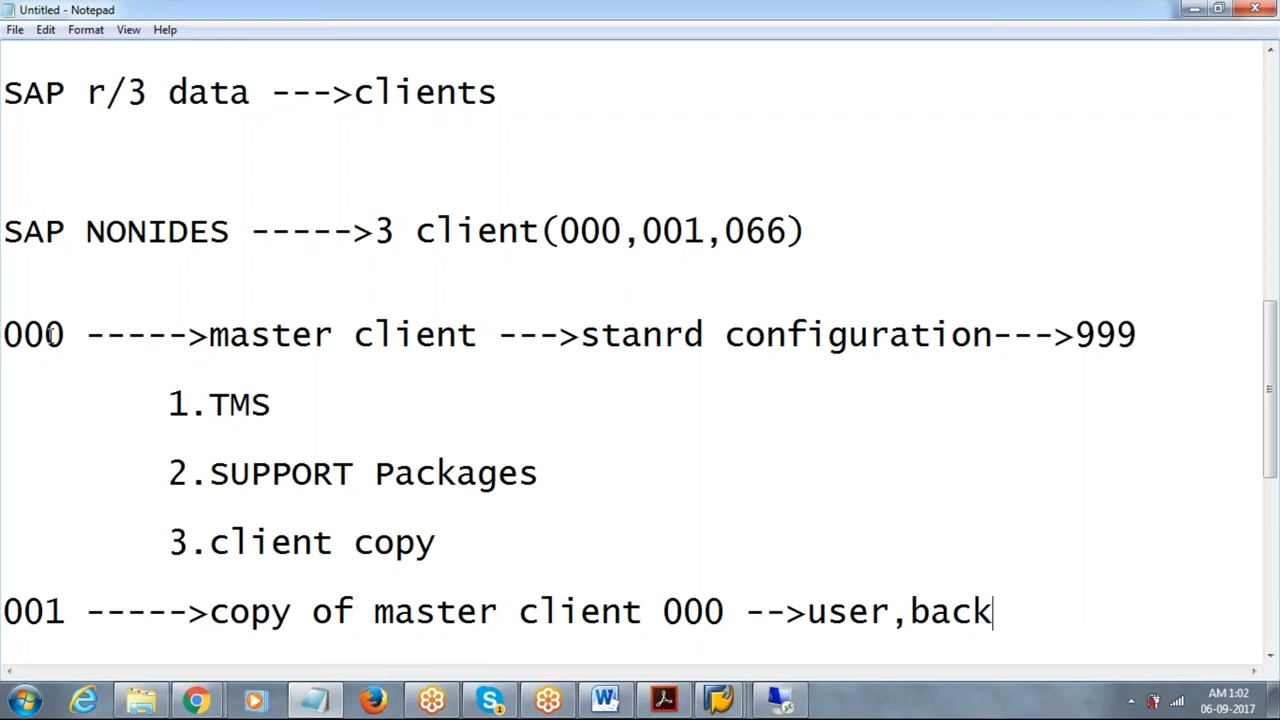 Untitled - Notepad
File Edit Format View Help
SAP r/3 data --->clients
SAP NONIDES ----->3 client(000,001,066)
000 ----->master client --->stanrd configuration--->999
1.TMS
2.SUPPORT Packages
3.client copy
001 ----->copy of master client 000 -->user,back
AM 1:02
06-09-2017